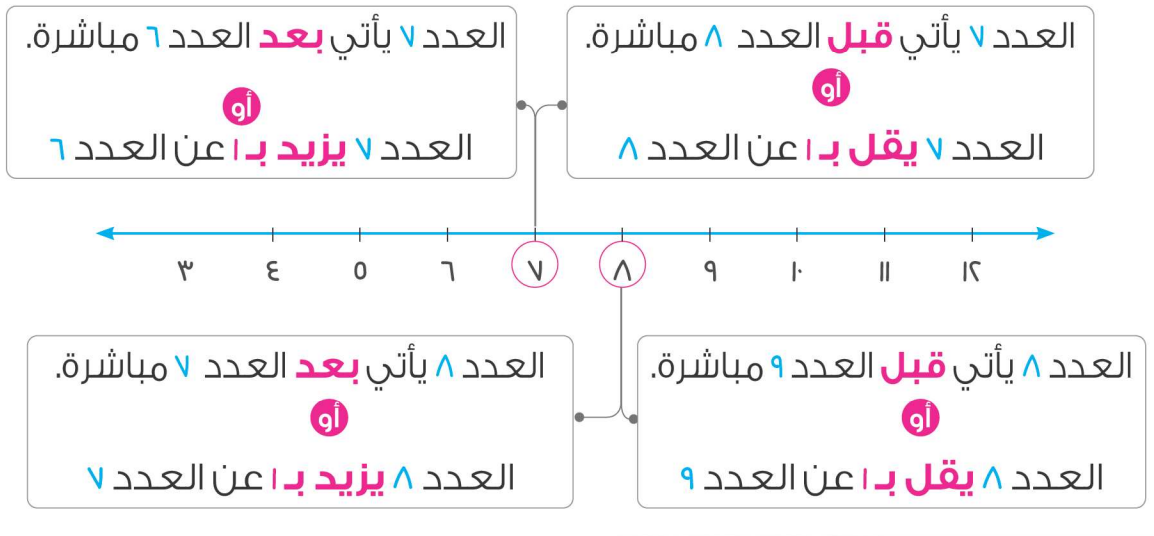 العدد ٧ يأتي قبل العدد ٨ مباشرة.
أو
العدد ٧ يقل بـ ١ عن العدد ٨
العدد ٧ يأتي بعد العدد ٦ مباشرة.
أو
العدد ٧ يزيد بـ ١ عن العدد ٦
٣ ٤ ٥ ٦ ٧ ٨ ٩ ١٠ ١١ ١٢
العدد ٨ يأتي قبل العدد ٩ مباشرة.
أو
العدد ٨ يقل بـ ١ عن العدد ٩
العدد ٨ يأتي بعد العدد ٧ مباشرة.
أو
العدد ٨ يزيد بـ ١ عن العدد ٧